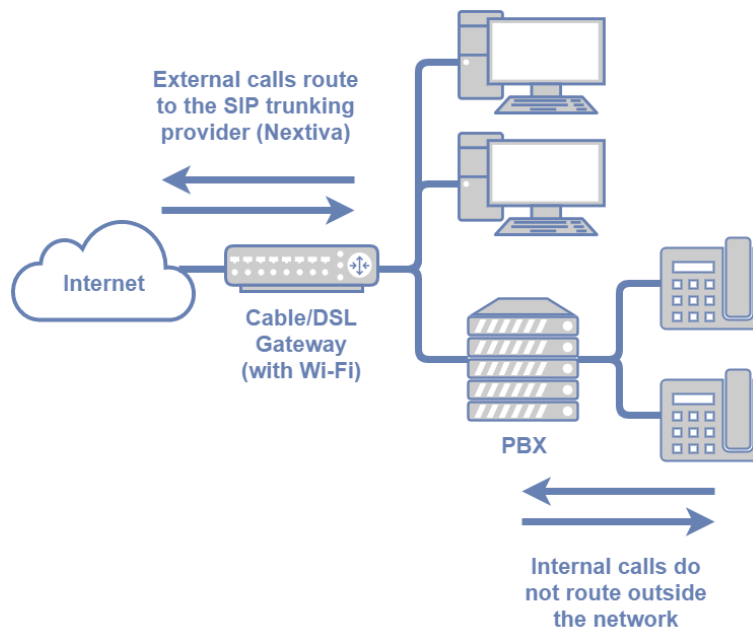 External calls route
to the SIP trunking
provider (Nextiva)
Internet
Cable/DSL
Gateway
(with Wi-Fi)
PBX
Internal calls do
not route outside
the network